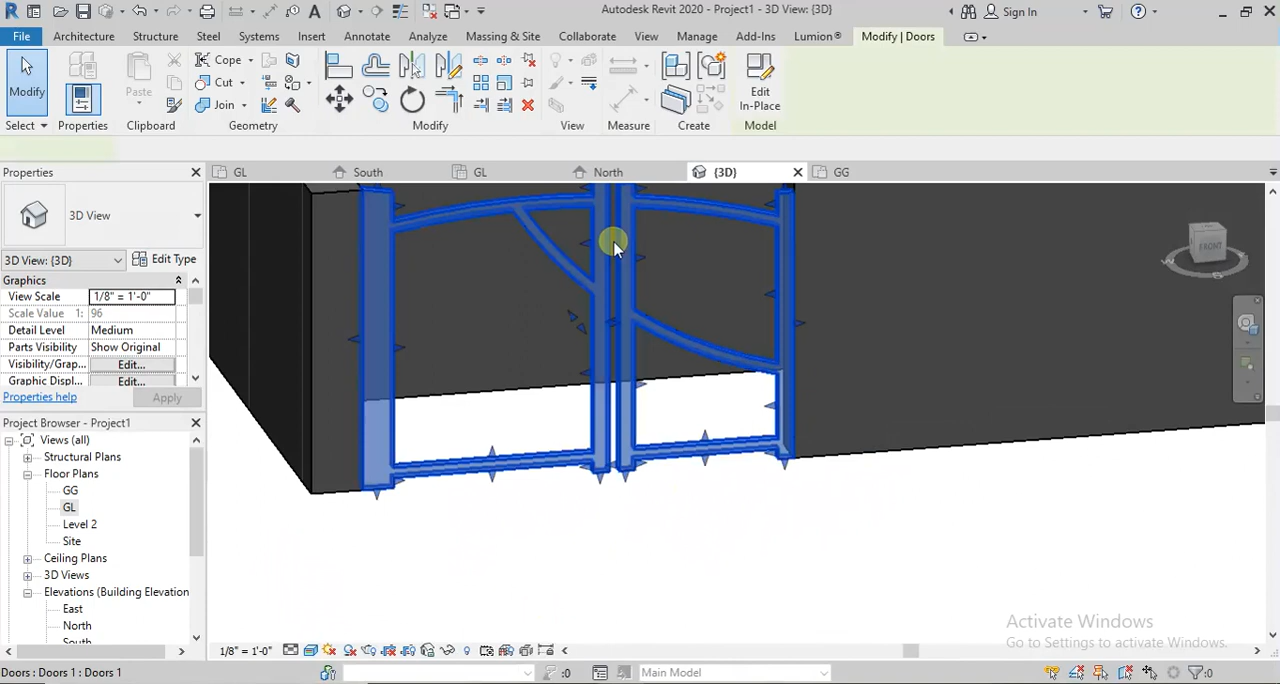 Autodesk Revit 2020 - Project1 - 3D View: {3D}
Sign In
File Architecture Structure Steel Systems Insert Annotate Analyze Massing & Site Collaborate View Manage Add-Ins Lumion® Modify | Doors
Modify
Paste
Cope
Cut
Join
Edit
In-Place
Select Properties Clipboard Geometry Modify View Measure Create Model
Properties
GL South GL North {3D} GG
3D View
3D View: {3D} Edit Type
Graphics
View Scale 1/8" = 1'-0"
Scale Value 1: 96
Detail Level Medium
Parts Visibility Show Original
Visibility/Grap... Edit...
Graphic Displ... Edit...
Properties help Apply
Project Browser - Project1
Views (all)
Structural Plans
Floor Plans
GG
GL
Level 2
Site
Ceiling Plans
3D Views
Elevations (Building Elevation
East
North
South
FRONT
Activate Windows
Go to Settings to activate Windows.
1/8" = 1'-0"
Doors : Doors 1 : Doors 1
:0
Main Model
:0